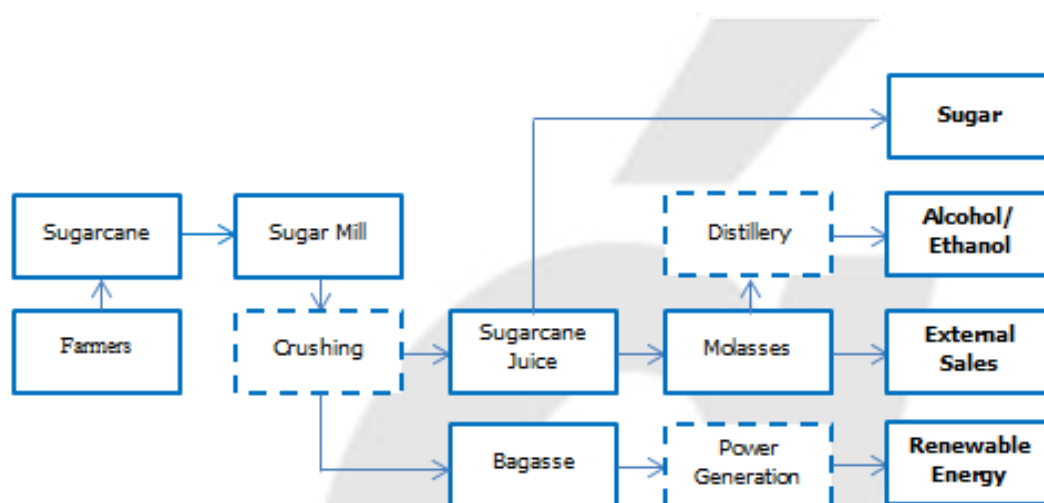 Sugar
Sugarcane
Sugar Mill
Distillery
Alcohol/
Ethanol
Farmers
Crushing
Sugarcane
Juice
Molasses
External
Sales
Bagasse
Power
Generation
Renewable
Energy